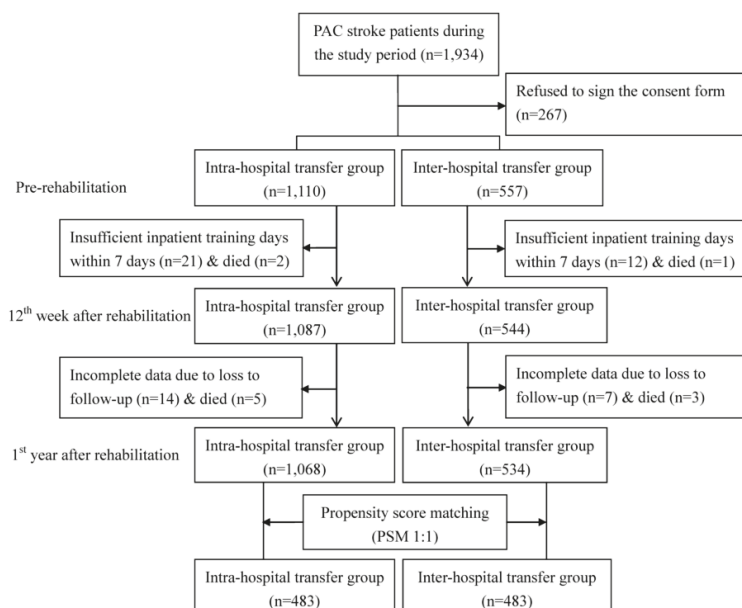 PAC stroke patients during
the study period (n=1,934)
Refused to sign the consent form
(n=267)
Pre-rehabilitation
Intra-hospital transfer group
(n=1,110)
Inter-hospital transfer group
(n=557)
Insufficient inpatient training days
within 7 days (n=21) & died (n=2)
Insufficient inpatient training days
within 7 days (n=12) & died (n=1)
12th week after rehabilitation
Intra-hospital transfer group
(n=1,087)
Inter-hospital transfer group
(n=544)
Incomplete data due to loss to
follow-up (n=14) & died (n=5)
Incomplete data due to loss to
follow-up (n=7) & died (n=3)
1st year after rehabilitation
Intra-hospital transfer group
(n=1,068)
Inter-hospital transfer group
(n=534)
Propensity score matching
(PSM 1:1)
Intra-hospital transfer group
(n=483)
Inter-hospital transfer group
(n=483)